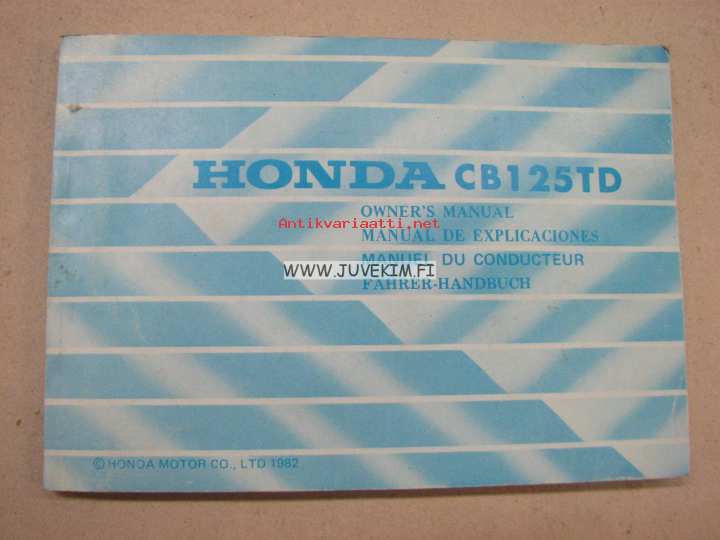 HONDA CB125TD
OWNER'S MANUAL
Antikvariaatti.net
MANUAL DE EXPLICACIONES
MANUEL DU CONDUCTEUR
WWW.JUVEKIM.FI
FAHRER-HANDBUCH
© HONDA MOTOR CO., LTD 1982